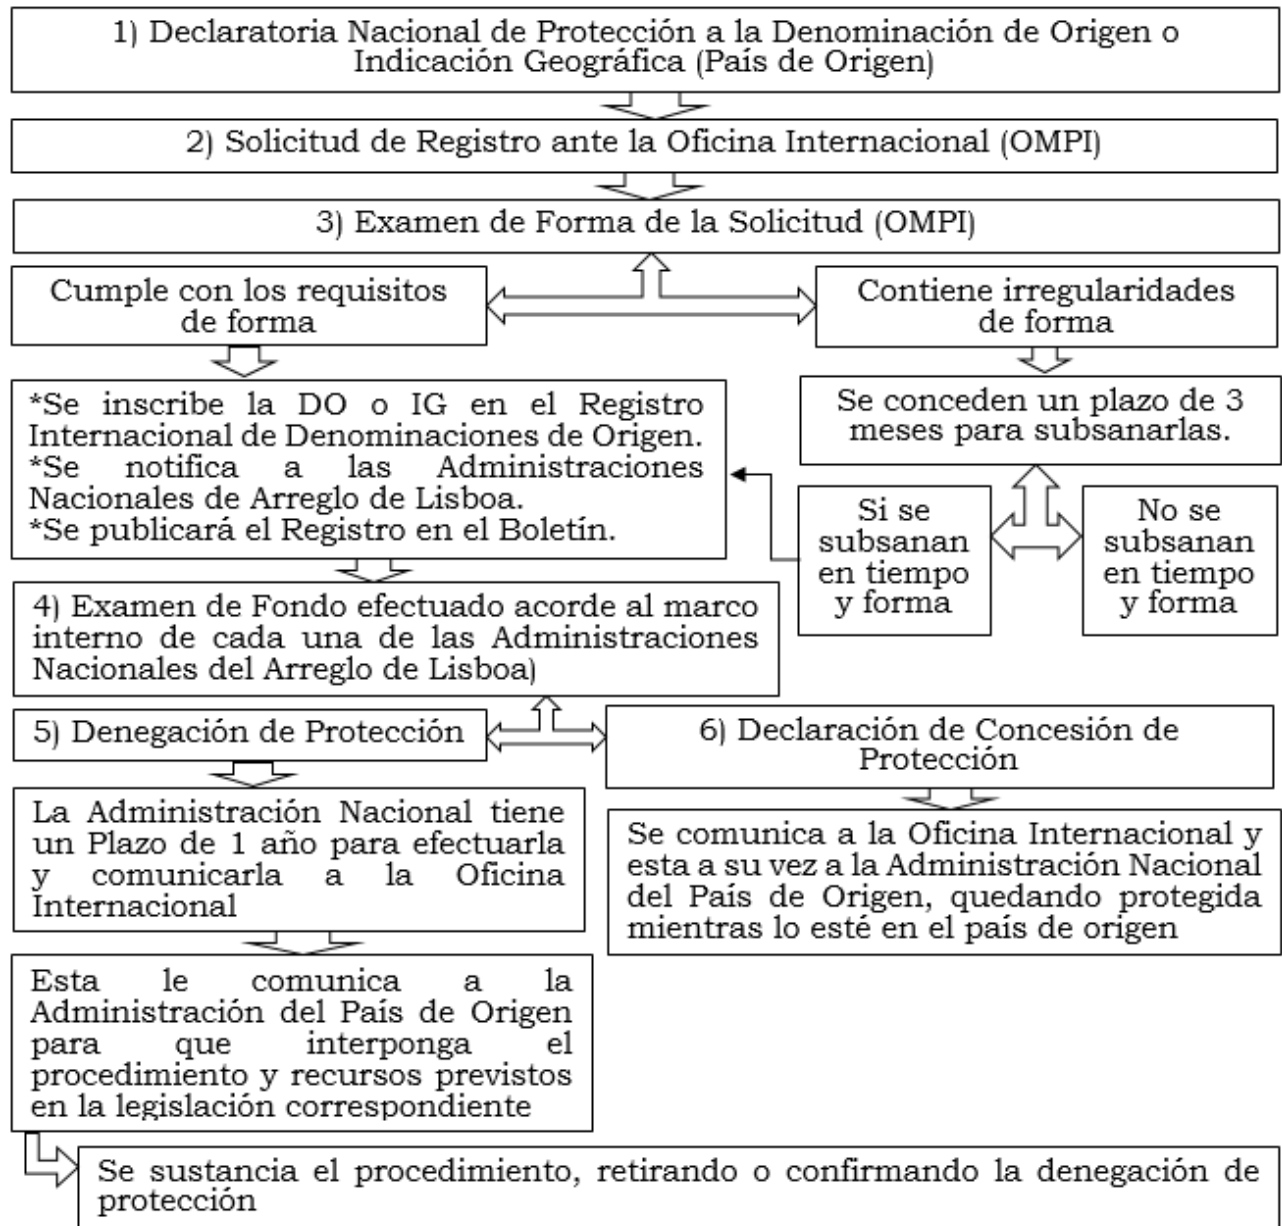 1) Declaratoria Nacional de Protección a la Denominación de Origen o
Indicación Geográfica (País de Origen)
2) Solicitud de Registro ante la Oficina Internacional (OMPI)
3) Examen de Forma de la Solicitud (OMPI)
Cumple con los requisitos
de forma
Contiene irregularidades
de forma
*Se inscribe la DO o IG en el Registro
Internacional de Denominaciones de Origen.
*Se notifica a las Administraciones
Nacionales de Arreglo de Lisboa.
*Se publicará el Registro en el Boletín.
Se conceden un plazo de 3
meses para subsanarlas.
Si se
subsanan
en tiempo
y forma
No se
subsanan
en tiempo
y forma
4) Examen de Fondo efectuado acorde al marco
interno de cada una de las Administraciones
Nacionales del Arreglo de Lisboa)
5) Denegación de Protección
6) Declaración de Concesión de
Protección
La Administración Nacional tiene
un Plazo de 1 año para efectuarla
y comunicarla a la Oficina
Internacional
Se comunica a la Oficina Internacional y
esta a su vez a la Administración Nacional
del País de Origen, quedando protegida
mientras lo esté en el país de origen
Esta le comunica a la
Administración del País de Origen
para que interponga el
procedimiento y recursos previstos
en la legislación correspondiente
Se sustancia el procedimiento, retirando o confirmando la denegación de
protección